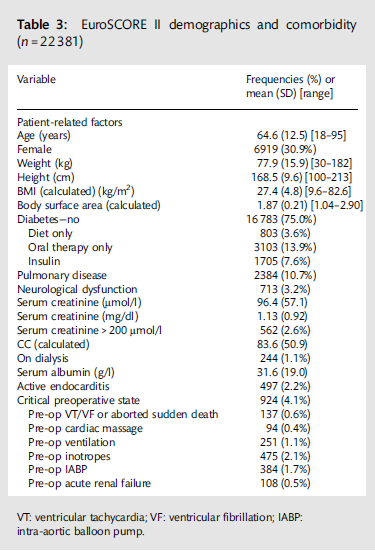 Table 3: EuroSCORE II demographics and comorbidity
(n = 22 381)
Variable Frequencies (%) or
mean (SD) [range]
Patient-related factors
Age (years) 64.6 (12.5) [18–95]
Female 6919 (30.9%)
Weight (kg) 77.9 (15.9) [30–182]
Height (cm) 168.5 (9.6) [100–213]
BMI (calculated) (kg/m²) 27.4 (4.8) [9.6–82.6]
Body surface area (calculated) 1.87 (0.21) [1.04–2.90]
Diabetes—no 16 783 (75.0%)
Diet only 803 (3.6%)
Oral therapy only 3103 (13.9%)
Insulin 1705 (7.6%)
Pulmonary disease 2384 (10.7%)
Neurological dysfunction 713 (3.2%)
Serum creatinine (µmol/l) 96.4 (57.1)
Serum creatinine (mg/dl) 1.13 (0.92)
Serum creatinine > 200 µmol/l 562 (2.6%)
CC (calculated) 83.6 (50.9)
On dialysis 244 (1.1%)
Serum albumin (g/l) 31.6 (19.0)
Active endocarditis 497 (2.2%)
Critical preoperative state 924 (4.1%)
Pre-op VT/VF or aborted sudden death 137 (0.6%)
Pre-op cardiac massage 94 (0.4%)
Pre-op ventilation 251 (1.1%)
Pre-op inotropes 475 (2.1%)
Pre-op IABP 384 (1.7%)
Pre-op acute renal failure 108 (0.5%)
VT: ventricular tachycardia; VF: ventricular fibrillation; IABP:
intra-aortic balloon pump.